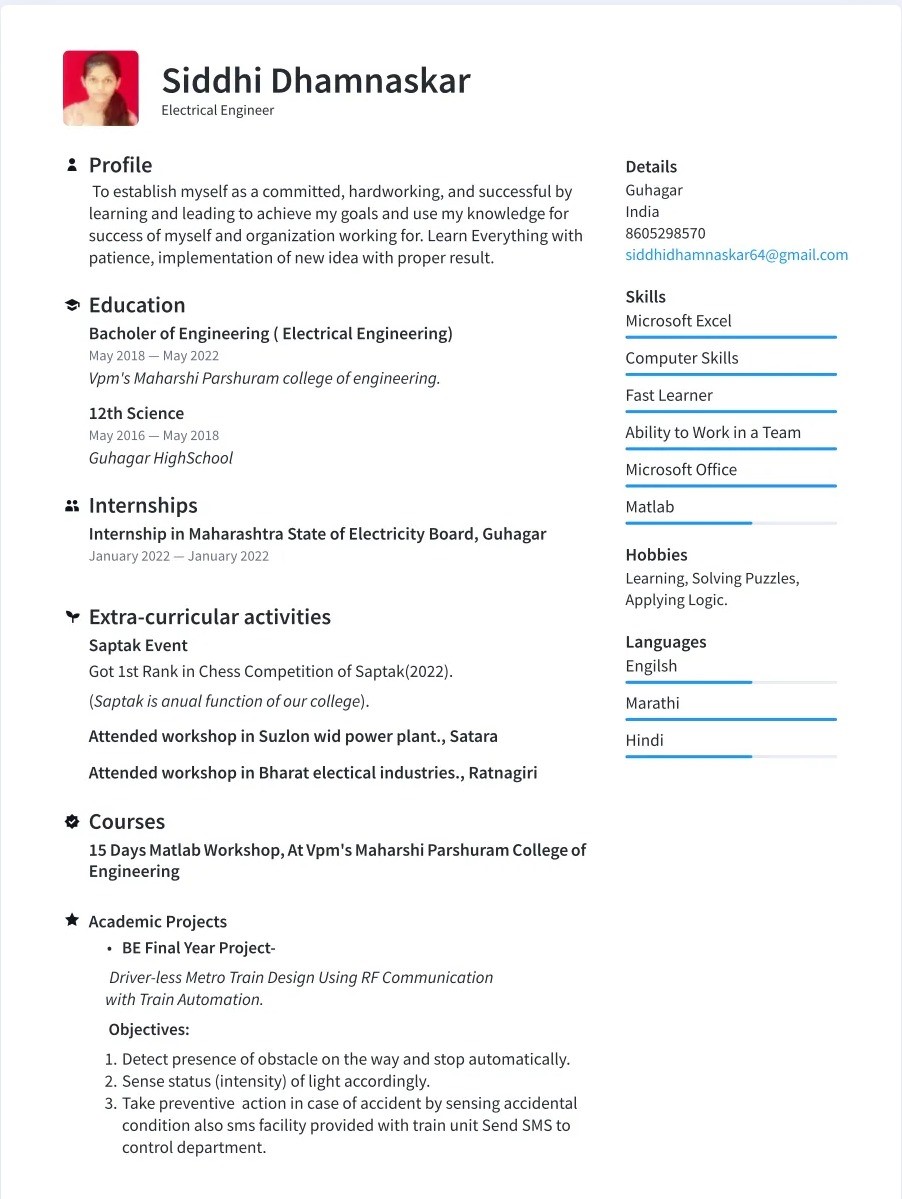 Siddhi Dhamnaskar
Electrical Engineer
Profile
To establish myself as a committed, hardworking, and successful by
learning and leading to achieve my goals and use my knowledge for
success of myself and organization working for. Learn Everything with
patience, implementation of new idea with proper result.
Education
Bacholer of Engineering ( Electrical Engineering)
May 2018 — May 2022
Vpm's Maharshi Parshuram college of engineering.
12th Science
May 2016 — May 2018
Guhagar HighSchool
Internships
Internship in Maharashtra State of Electricity Board, Guhagar
January 2022 — January 2022
Extra-curricular activities
Saptak Event
Got 1st Rank in Chess Competition of Saptak(2022).
(Saptak is anual function of our college).
Attended workshop in Suzlon wid power plant., Satara
Attended workshop in Bharat electical industries., Ratnagiri
Courses
15 Days Matlab Workshop, At Vpm's Maharshi Parshuram College of
Engineering
Academic Projects
• BE Final Year Project-
Driver-less Metro Train Design Using RF Communication
with Train Automation.
Objectives:
1. Detect presence of obstacle on the way and stop automatically.
2. Sense status (intensity) of light accordingly.
3. Take preventive  action in case of accident by sensing accidental
condition also sms facility provided with train unit Send SMS to
control department.
Details
Guhagar
India
8605298570
siddhidhamnaskar64@gmail.com
Skills
Microsoft Excel
Computer Skills
Fast Learner
Ability to Work in a Team
Microsoft Office
Matlab
Hobbies
Learning, Solving Puzzles,
Applying Logic.
Languages
Engilsh
Marathi
Hindi